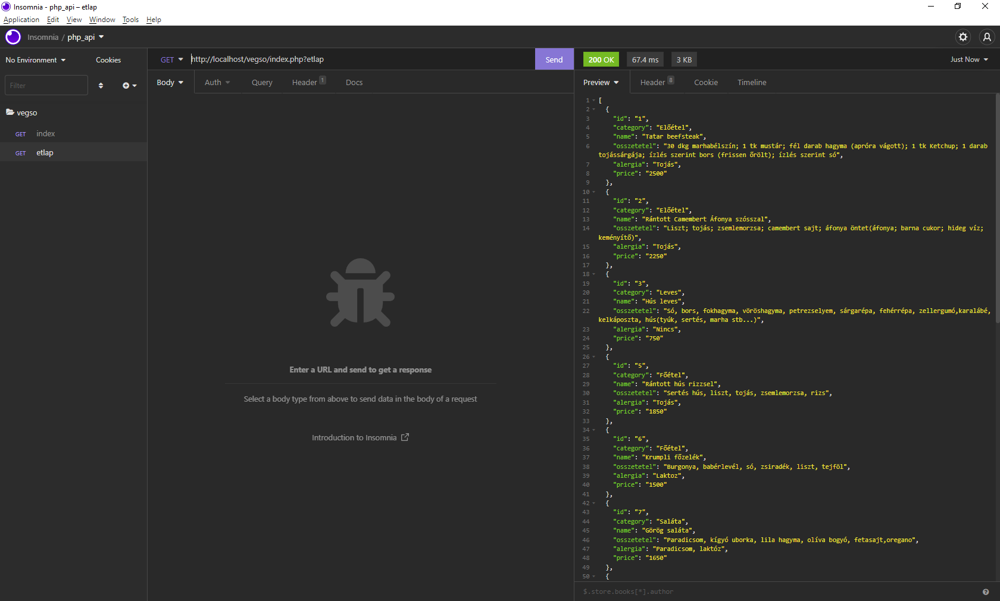 Insomnia - php_api – etlap
Application Edit View Window Tools Help
Insomnia / php_api
No Environment Cookies
Filter
vegso
GET index
GET etlap
GET http://localhost/vegso/index.php?etlap Send
Body Auth Query Header 1 Docs
Enter a URL and send to get a response
Select a body type from above to send data in the body of a request
Introduction to Insomnia
200 OK 67.4 ms 3 KB Just Now
Preview Header 8 Cookie Timeline
1 [
2 {
3 "id": "1",
4 "category": "Előétel",
5 "name": "Tatar beefsteak",
6 "osszetetel": "30 dkg marhabélszín; 1 tk mustár; fél darab hagyma (apróra vágott); 1 tk Ketchup; 1 darab
tojássárgája; ízlés szerint bors (frissen őrölt); ízlés szerint só",
7 "alergia": "Tojás",
8 "price": "2500"
9 },
10 {
11 "id": "2",
12 "category": "Előétel",
13 "name": "Rántott Camembert Áfonya szósszal",
14 "osszetetel": "Liszt; tojás; zsemlemorzsa; camembert sajt; áfonya öntet(áfonya; barna cukor; hideg víz;
keményítő)",
15 "alergia": "Tojás",
16 "price": "2250"
17 },
18 {
19 "id": "3",
20 "category": "Leves",
21 "name": "Hús leves",
22 "osszetetel": "Só, bors, fokhagyma, vöröshagyma, petrezselyem, sárgarépa, fehérrépa, zellergumó,karalábé,
kelkáposzta, hús(tyúk, sertés, marha stb...)",
23 "alergia": "Nincs",
24 "price": "750"
25 },
26 {
27 "id": "5",
28 "category": "Főétel",
29 "name": "Rántott hús rizzsel",
30 "osszetetel": "Sertés hús, liszt, tojás, zsemlemorzsa, rizs",
31 "alergia": "Tojás",
32 "price": "1850"
33 },
34 {
35 "id": "6",
36 "category": "Főétel",
37 "name": "Krumpli főzelék",
38 "osszetetel": "Burgonya, babérlevél, só, zsiradék, liszt, tejföl",
39 "alergia": "Laktoz",
40 "price": "1500"
41 },
42 {
43 "id": "7",
44 "category": "Saláta",
45 "name": "Görög saláta",
46 "osszetetel": "Paradicsom, kígyó uborka, lila hagyma, olíva bogyó, fetasajt,oregano",
47 "alergia": "Paradicsom, laktóz",
48 "price": "1650"
49 },
50 {
$.store.books[*].author